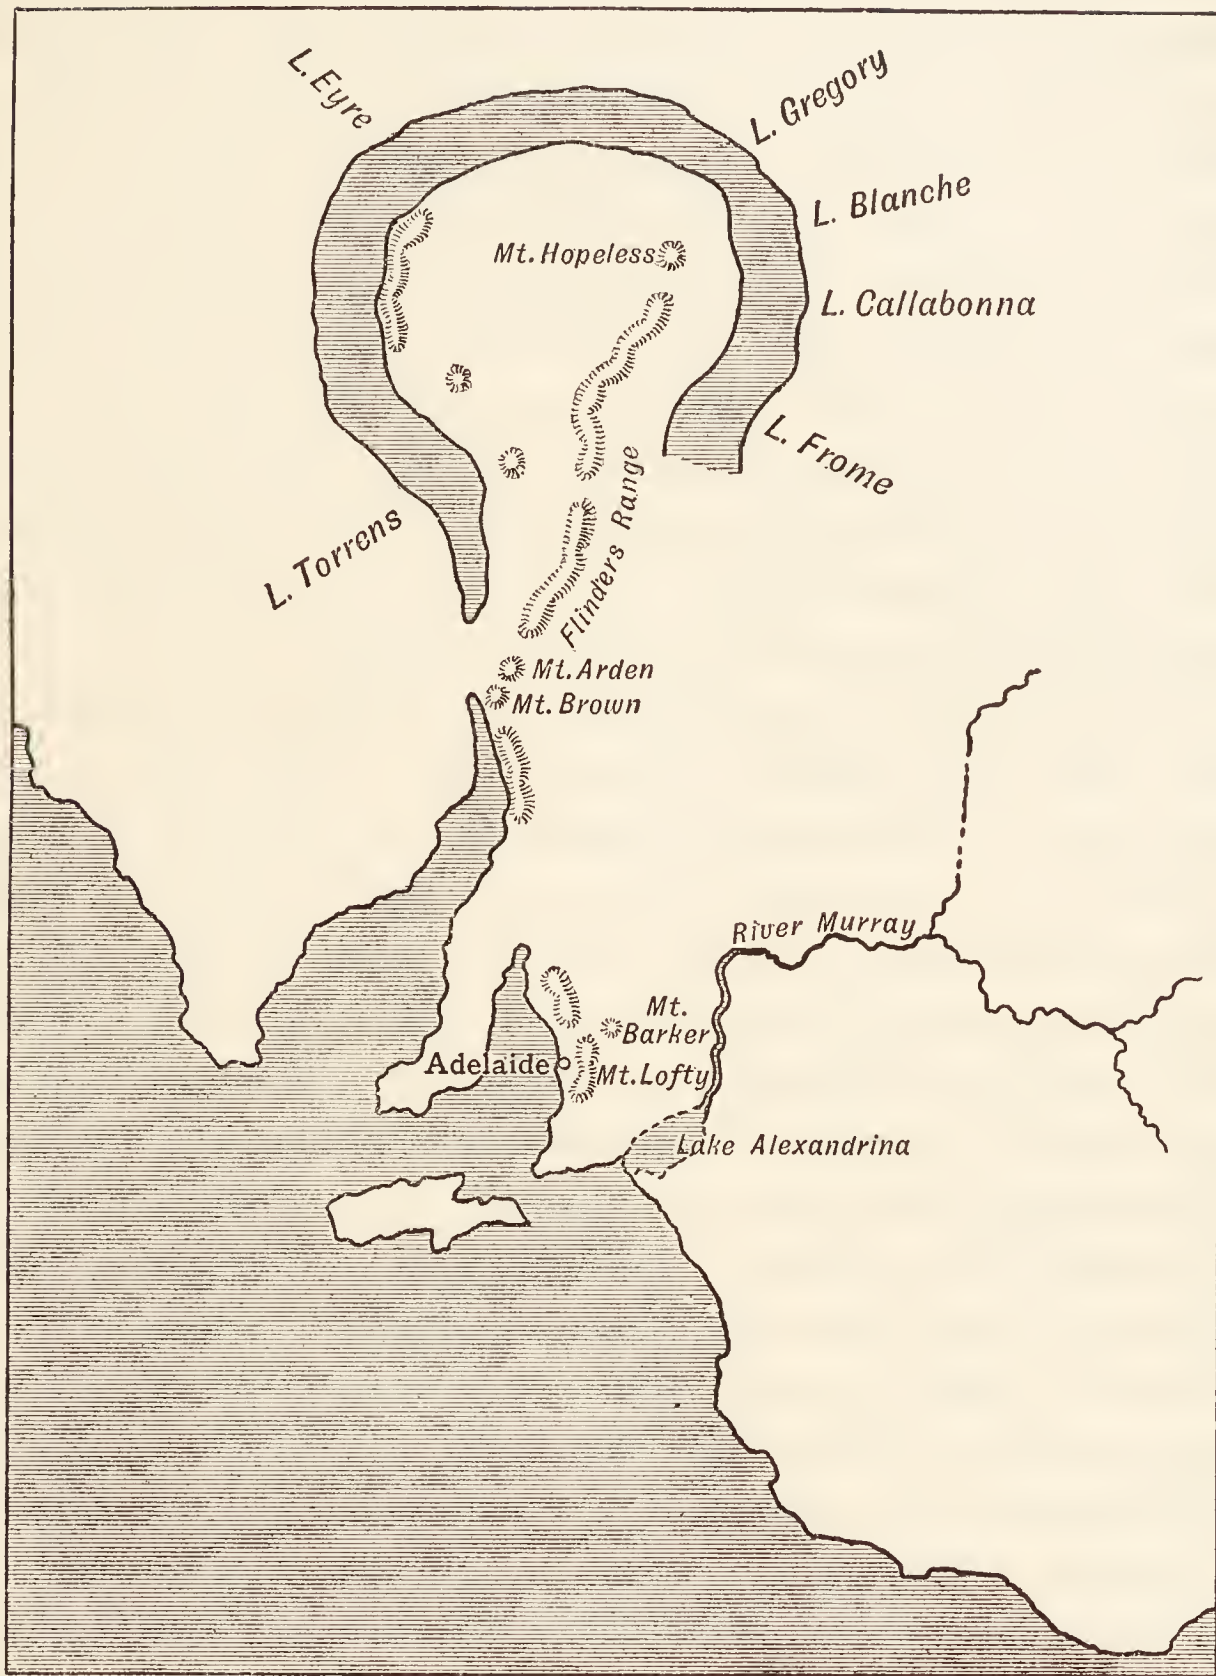 L. Eyre
L. Gregory
L. Blanche
Mt. Hopeless
L. Callabonna
L. Frome
L. Torrens
Flinders Range
Mt. Arden
Mt. Brown
River Murray
Mt.
Barker
Adelaide
Mt. Lofty
Lake Alexandrina